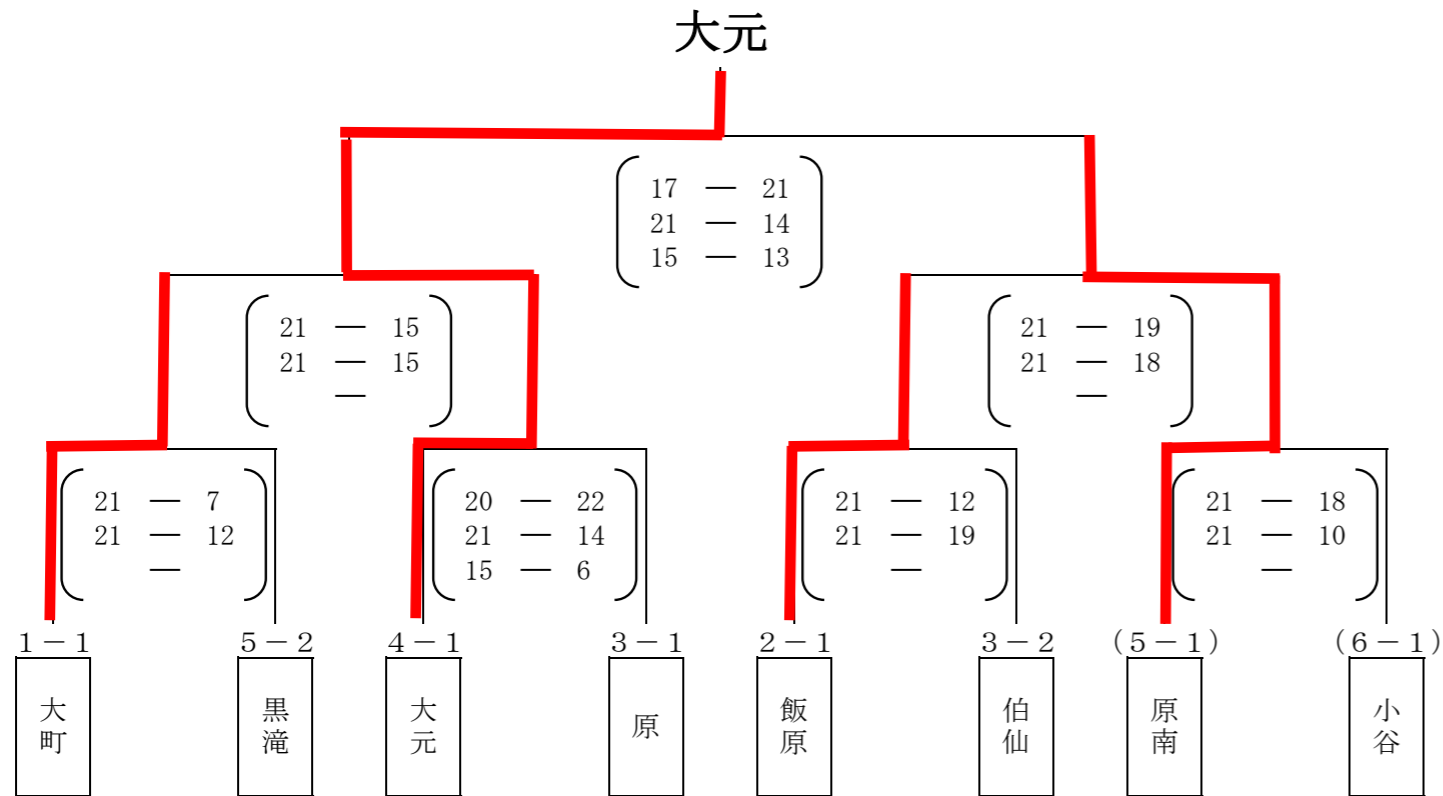 大元
17 — 21
21 — 14
15 — 13
21 — 15
21 — 15
—
21 — 19
21 — 18
—
21 — 7
21 — 12
—
20 — 22
21 — 14
15 — 6
21 — 12
21 — 19
—
21 — 18
21 — 10
—
1－1 5－2 4－1 3－1 2－1 3－2 (5－1) (6－1)
大町
黒滝
大元
原
飯原
伯仙
原南
小谷